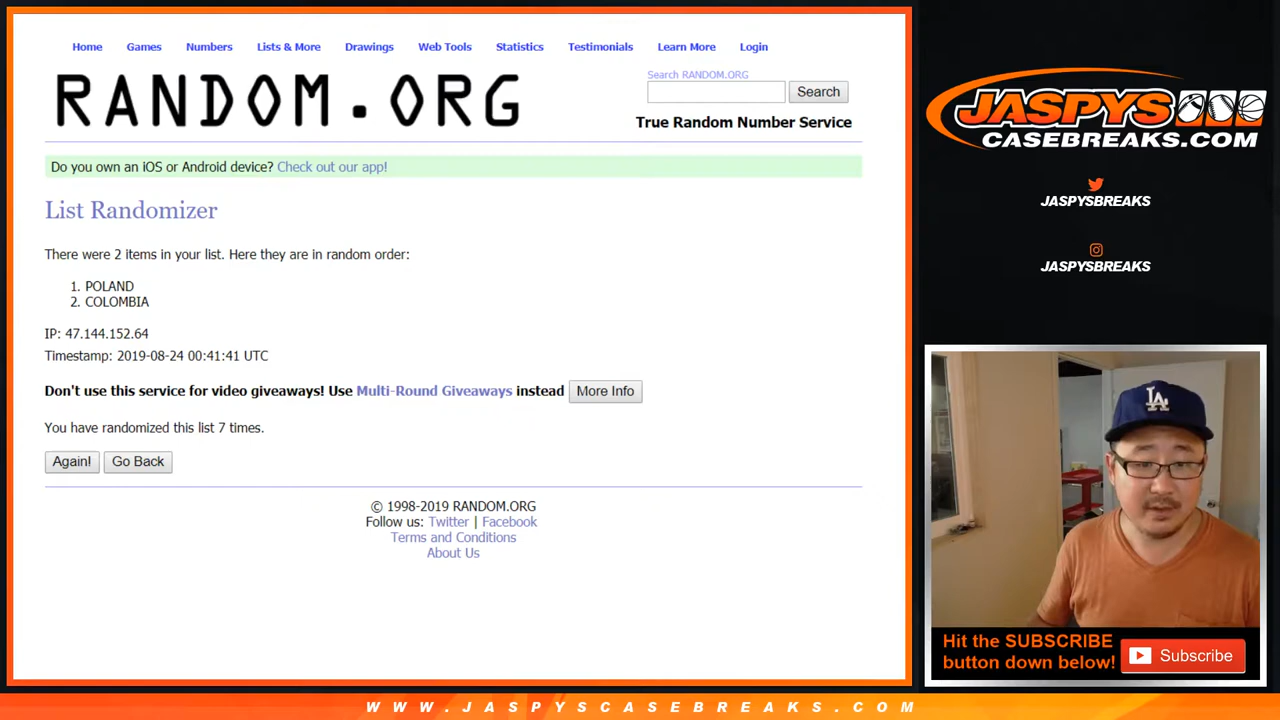 Home Games Numbers Lists & More Drawings Web Tools Statistics Testimonials Learn More Login
RANDOM.ORG
Search RANDOM.ORG
Search
True Random Number Service
Do you own an iOS or Android device? Check out our app!
List Randomizer
There were 2 items in your list. Here they are in random order:
1. POLAND
2. COLOMBIA
IP: 47.144.152.64
Timestamp: 2019-08-24 00:41:41 UTC
Don't use this service for video giveaways! Use Multi-Round Giveaways instead More Info
You have randomized this list 7 times.
Again! Go Back
© 1998-2019 RANDOM.ORG
Follow us: Twitter | Facebook
Terms and Conditions
About Us
JASPYS
CASEBREAKS.COM
JASPYSBREAKS
JASPYSBREAKS
LA
Hit the SUBSCRIBE
button down below!
Subscribe
WWW.JASPYSCASEBREAKS.COM